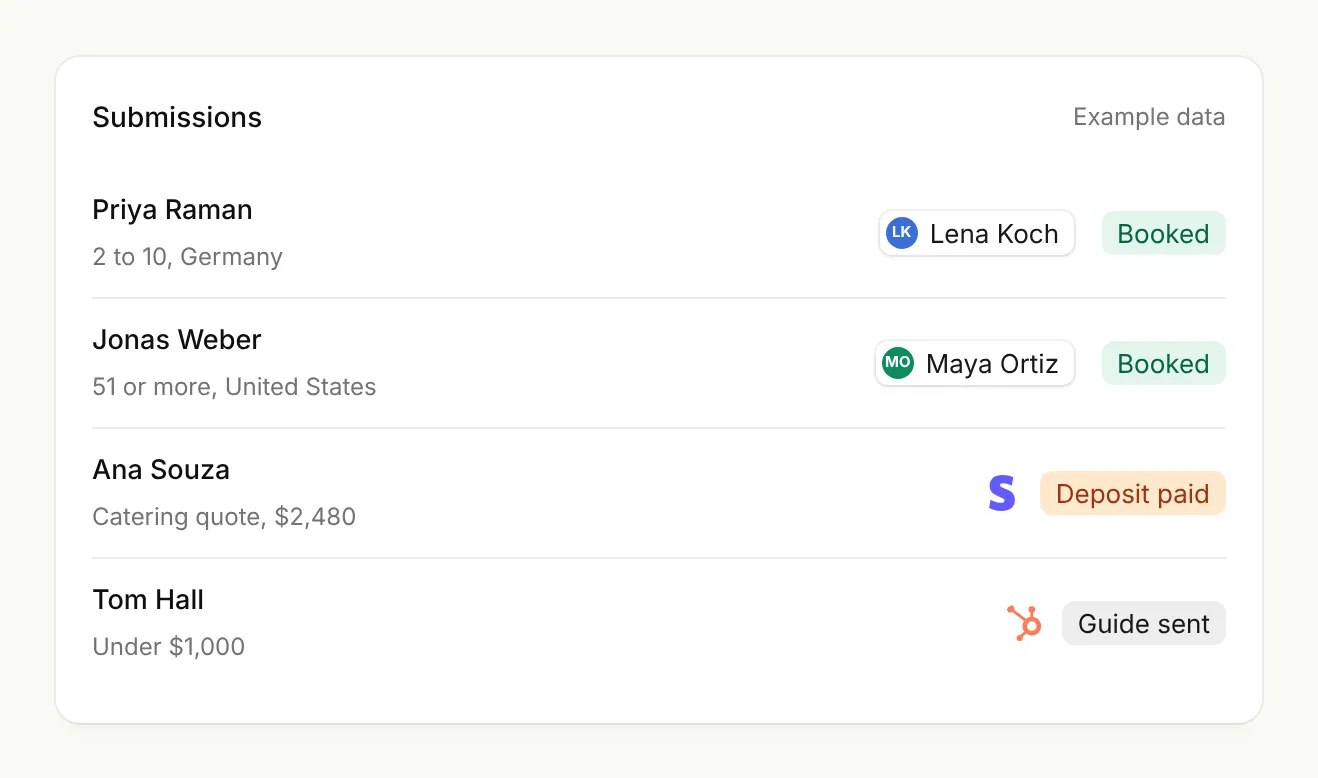 Submissions
Example data
Priya Raman
2 to 10, Germany
LK Lena Koch
Booked
Jonas Weber
51 or more, United States
MO Maya Ortiz
Booked
Ana Souza
Catering quote, $2,480
S
Deposit paid
Tom Hall
Under $1,000
Guide sent